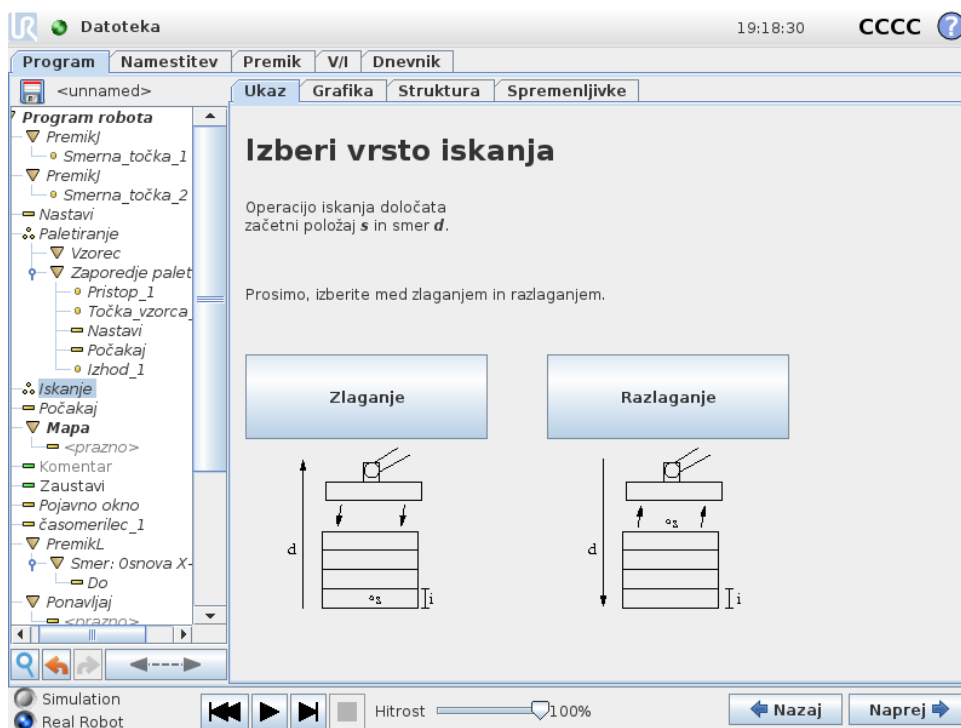 UR Datoteka 19:18:30 CCCC ?
Program Namestitev Premik V/I Dnevnik
<unnamed>
Ukaz Grafika Struktura Spremenljivke
Program robota
PremikJ
Smerna_točka_1
PremikJ
Smerna_točka_2
Nastavi
Paletiranje
Vzorec
Zaporedje palet
Pristop_1
Točka_vzorca_
Nastavi
Počakaj
Izhod_1
Iskanje
Počakaj
Mapa
<prazno>
Komentar
Zaustavi
Pojavno okno
časomerilec_1
PremikL
Smer: Osnova X-
Do
Ponavljaj
<prazno>
Izberi vrsto iskanja
Operacijo iskanja določata
začetni položaj s in smer d.
Prosimo, izberite med zlaganjem in razlaganjem.
Zlaganje
Razlaganje
d
s
i
d
s
i
Simulation
Real Robot
Hitrost 100%
Nazaj
Naprej